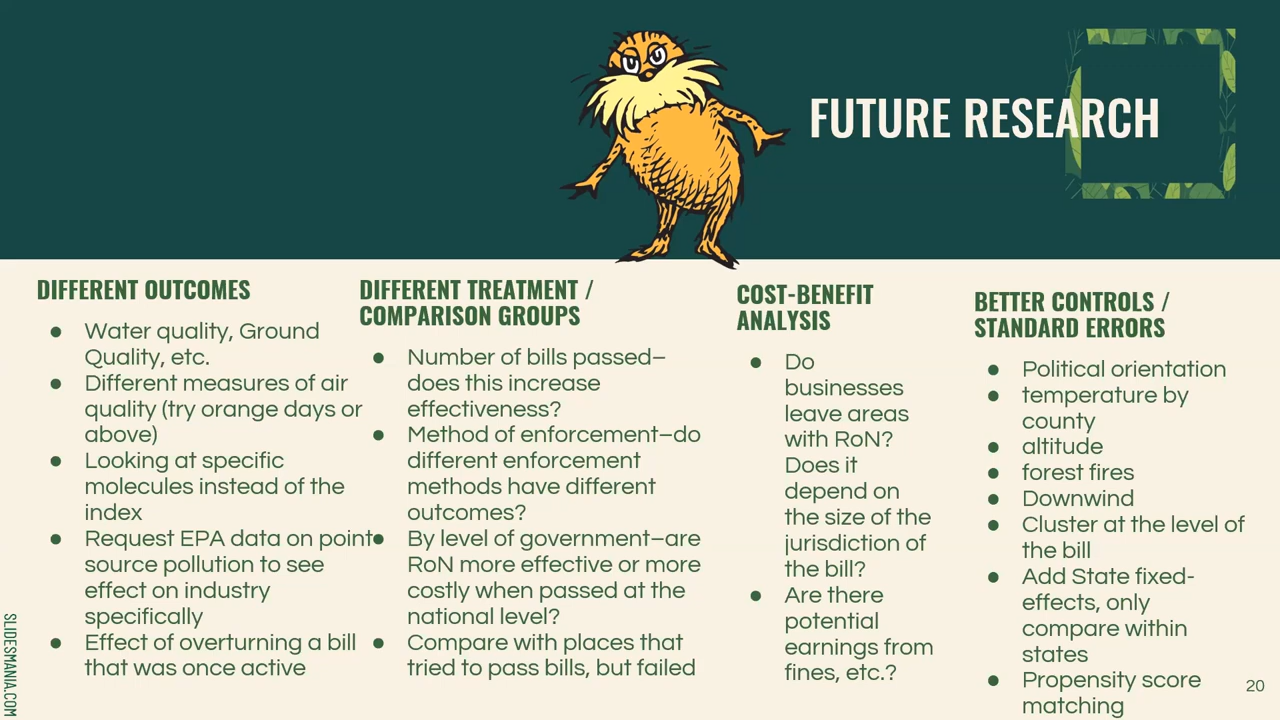 FUTURE RESEARCH
DIFFERENT OUTCOMES
● Water quality, Ground
Quality, etc.
● Different measures of air
quality (try orange days or
above)
● Looking at specific
molecules instead of the
index
● Request EPA data on point
source pollution to see
effect on industry
specifically
● Effect of overturning a bill
that was once active
DIFFERENT TREATMENT /
COMPARISON GROUPS
● Number of bills passed–
does this increase
effectiveness?
● Method of enforcement–do
different enforcement
methods have different
outcomes?
● By level of government–are
RoN more effective or more
costly when passed at the
national level?
● Compare with places that
tried to pass bills, but failed
COST-BENEFIT
ANALYSIS
● Do
businesses
leave areas
with RoN?
Does it
depend on
the size of the
jurisdiction of
the bill?
● Are there
potential
earnings from
fines, etc.?
BETTER CONTROLS /
STANDARD ERRORS
● Political orientation
● temperature by
county
● altitude
● forest fires
● Downwind
● Cluster at the level of
the bill
● Add State fixed-
effects, only
compare within
states
● Propensity score
matching
20
SLIDESMANIA.COM